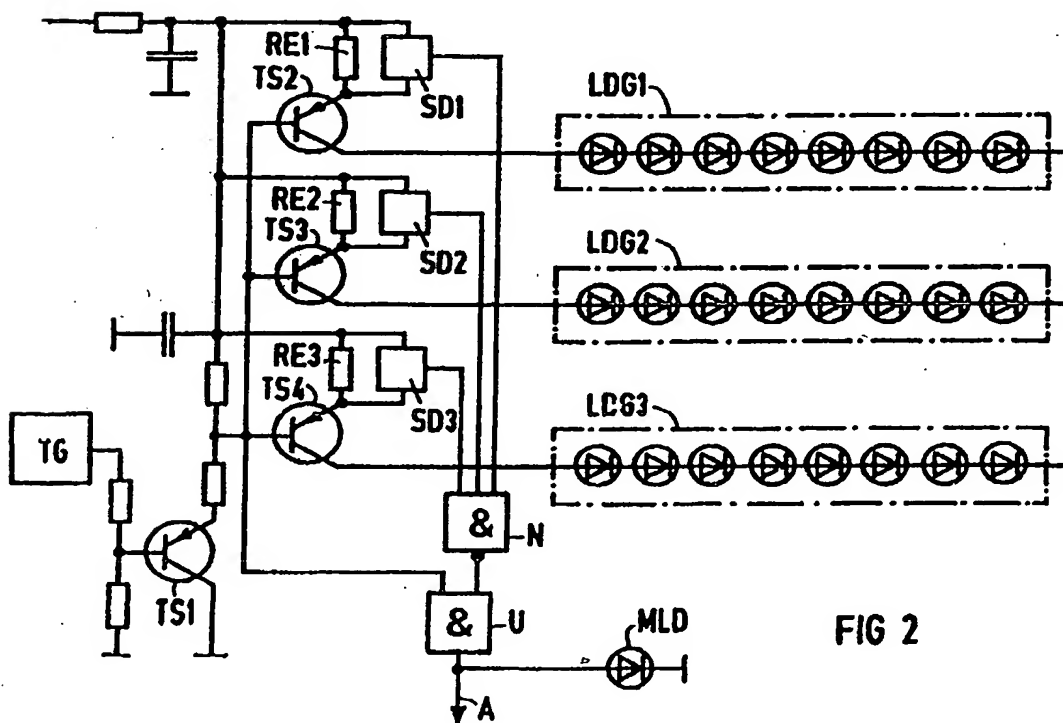 RE1
TS2
SD1
LDG1
RE2
TS3
SD2
LDG2
RE3
TS4
SD3
LDG3
TG
TS1
& N
& U
MLD
A
FIG 2